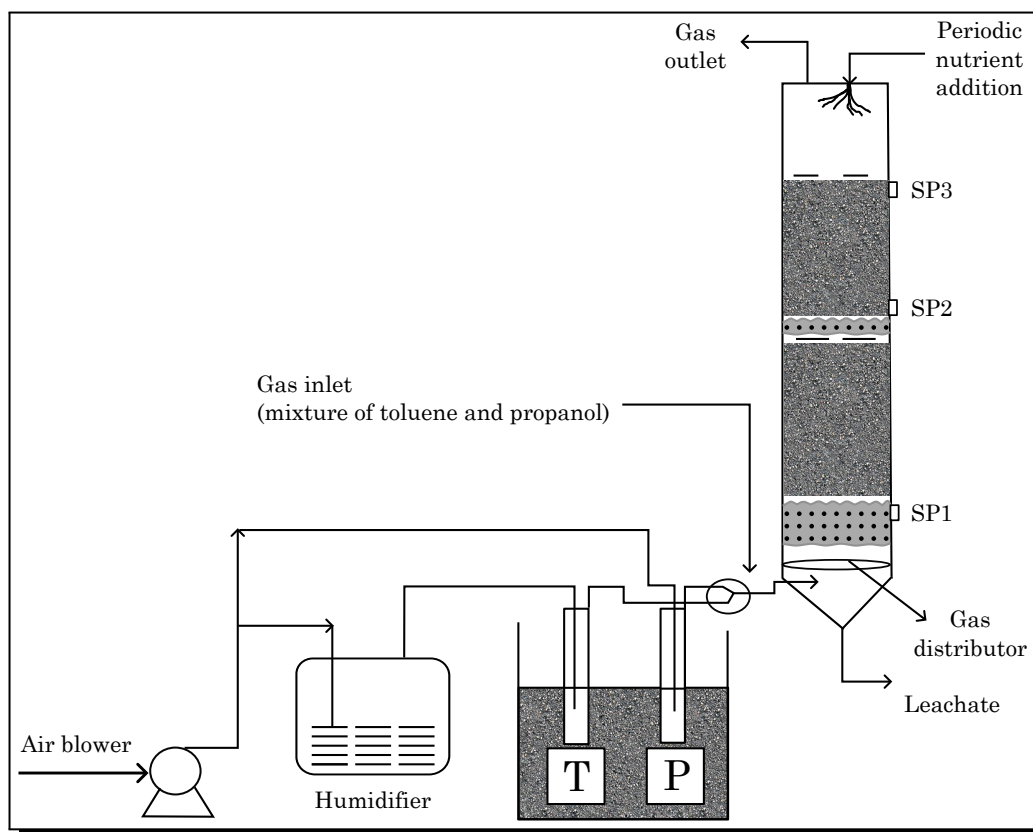 Gas
outlet
Periodic
nutrient
addition
SP3
SP2
Gas inlet
(mixture of toluene and propanol)
SP1
Gas
distributor
Leachate
Air blower
Humidifier
T
P